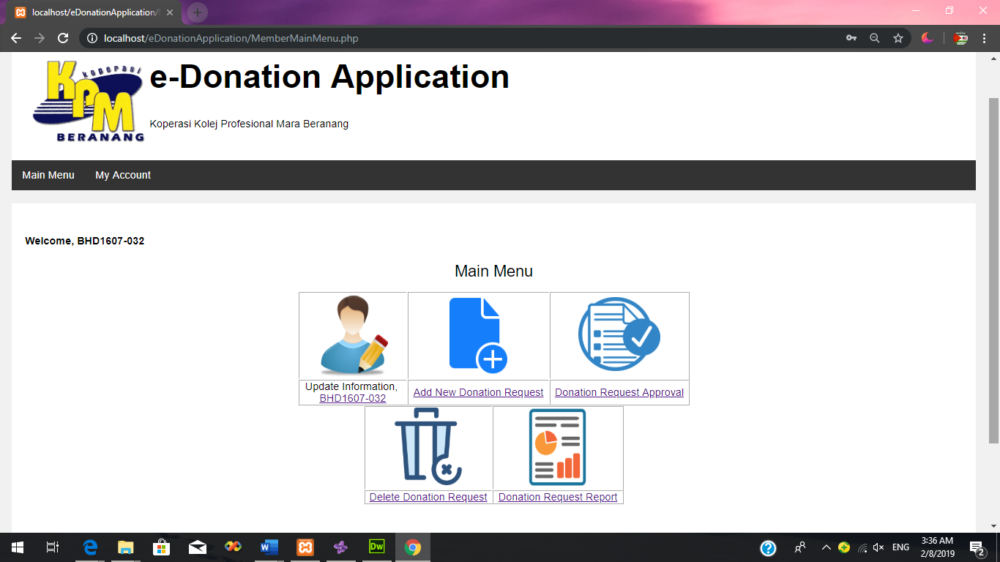 localhost/eDonationApplication/
localhost/eDonationApplication/MemberMainMenu.php
koperasi
KPM
BERANANG
e-Donation Application
Koperasi Kolej Profesional Mara Beranang
Main Menu My Account
Welcome, BHD1607-032
Main Menu
Update Information,
BHD1607-032
Add New Donation Request
Donation Request Approval
Delete Donation Request
Donation Request Report
ENG
3:36 AM
2/8/2019
2
Dw